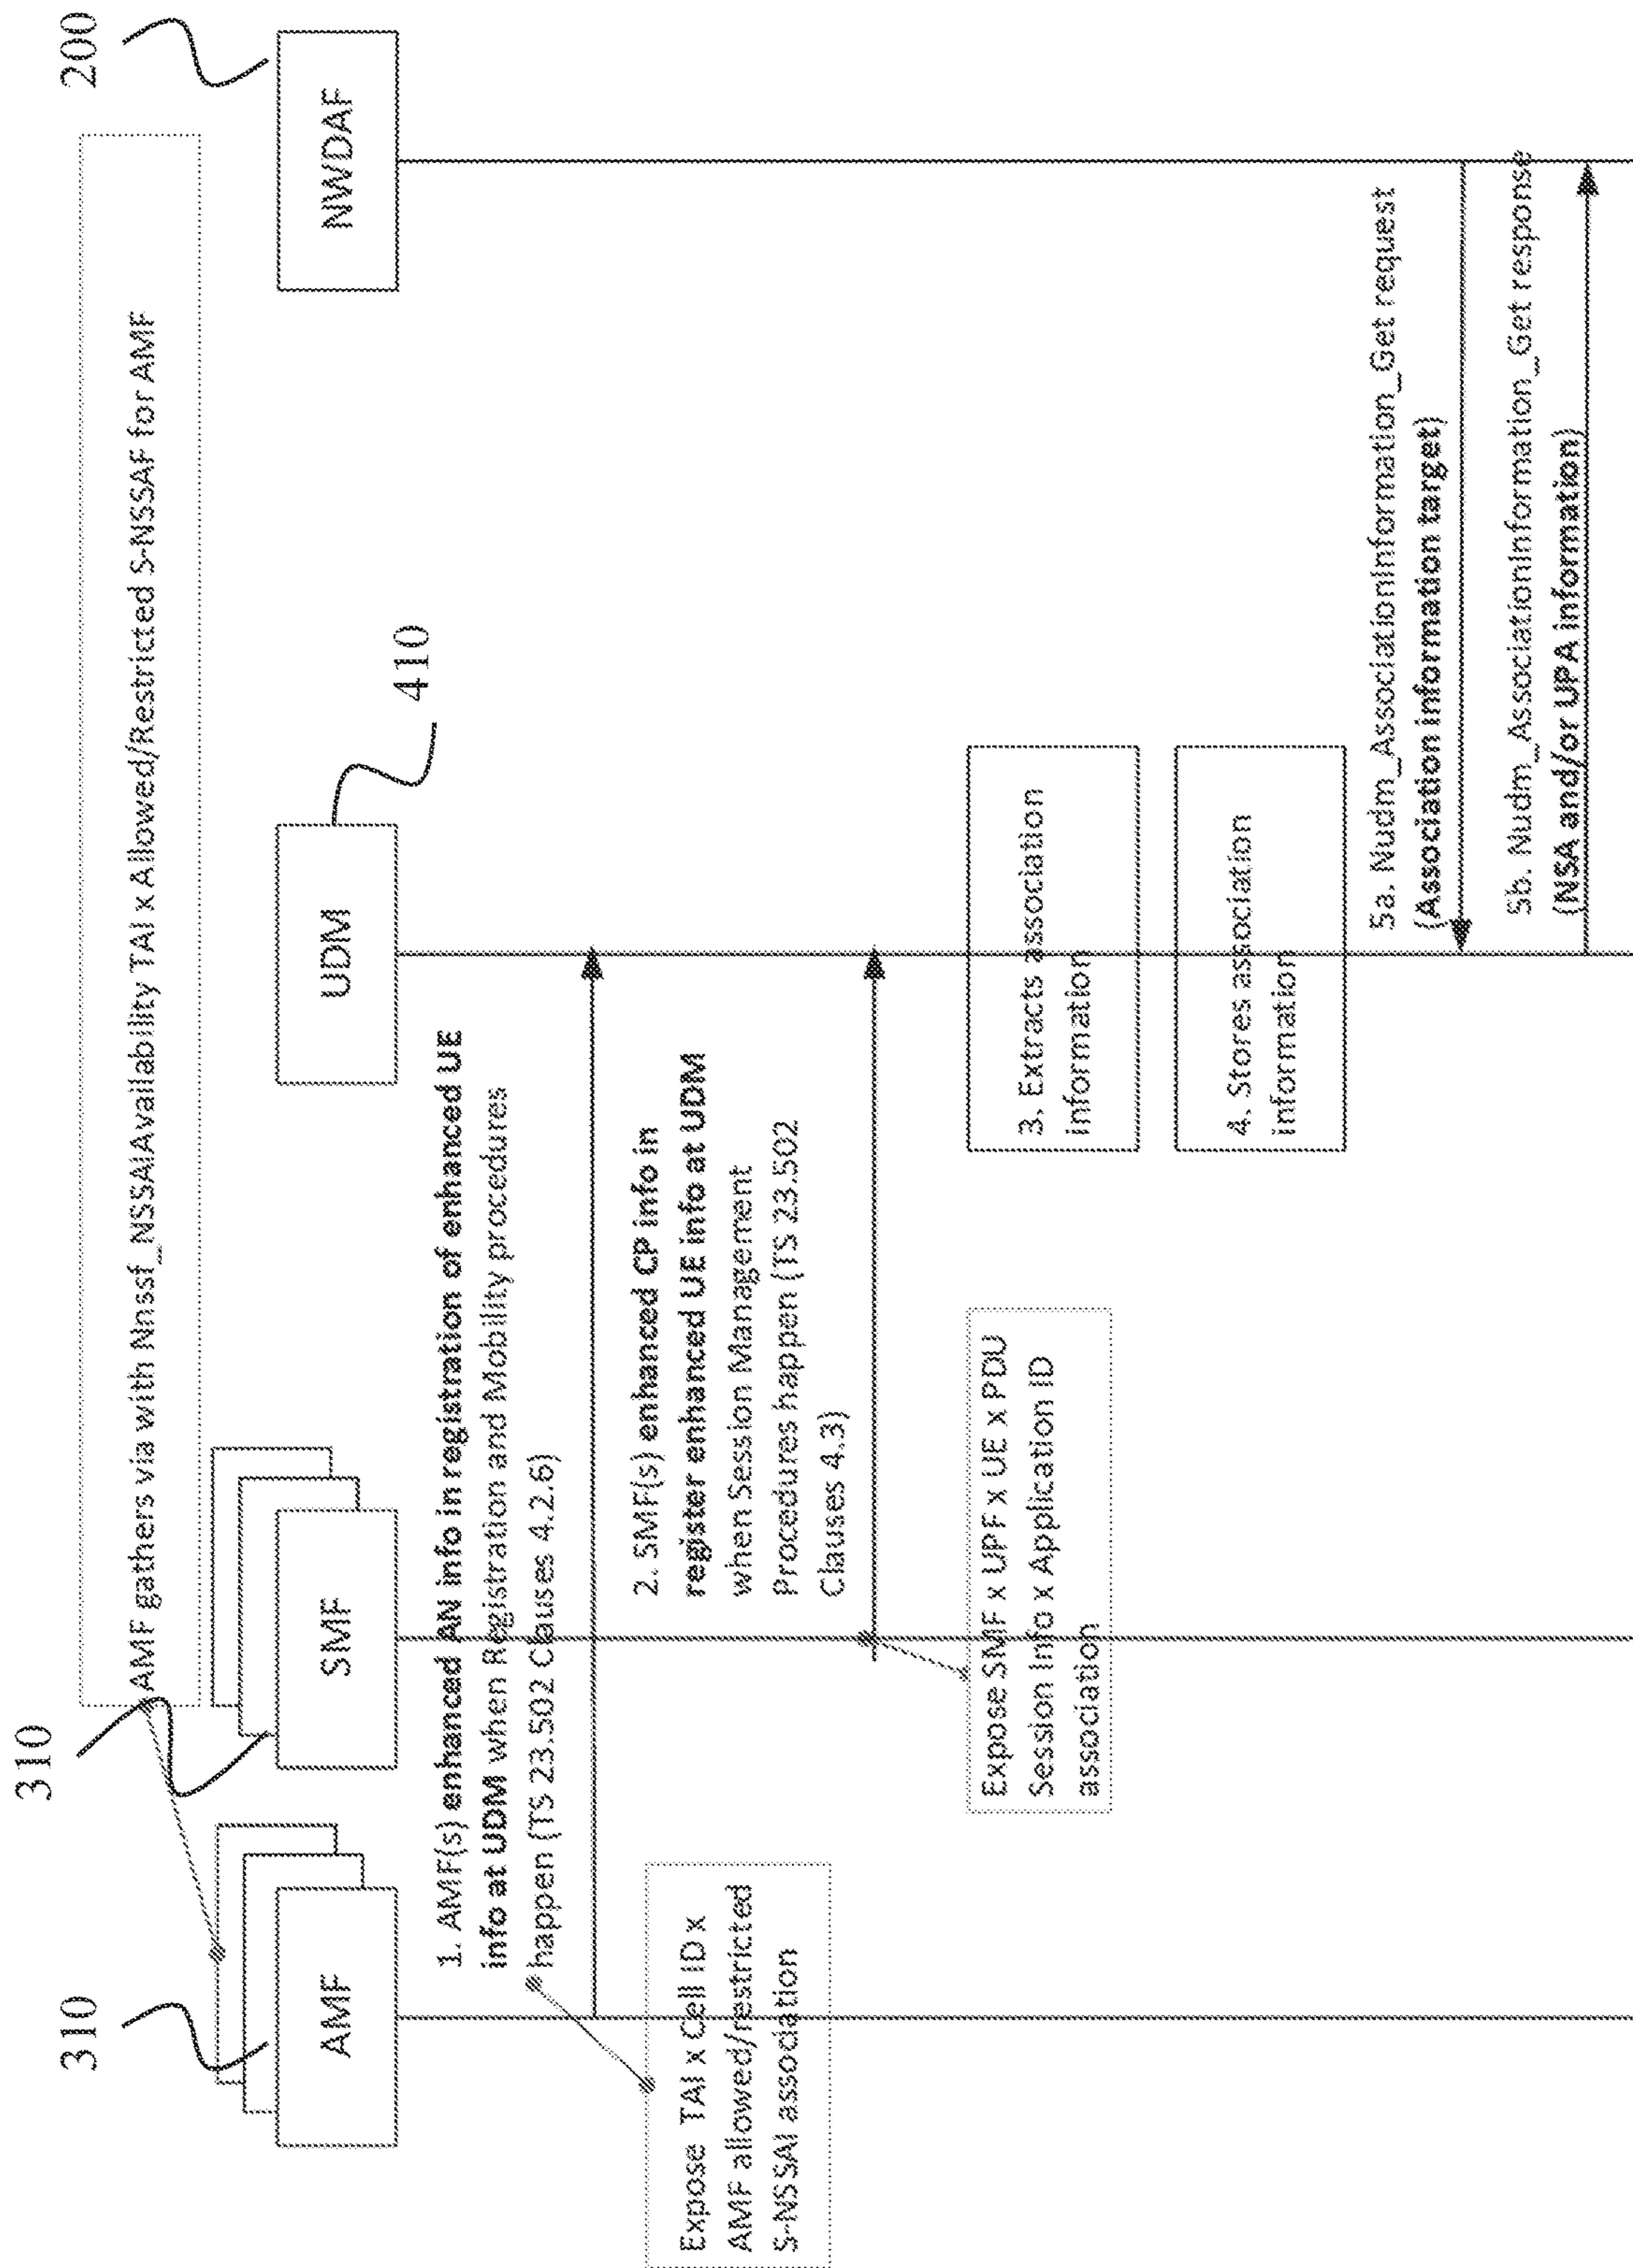 310
310
410
200
AMF gathers via with Nnssf_NSSAIAvailability TAI x Allowed/Restricted S-NSSAF for AMF
AMF
SMF
UDM
NWDAF
1. AMF(s) enhanced AN info in registration of enhanced UE
info at UDM when Registration and Mobility procedures
happen (TS 23.502 Clauses 4.2.6)
Expose TAI x Cell ID x
AMF allowed/restricted
S-NSSAI association
2. SMF(s) enhanced CP info in
register enhanced UE info at UDM
when Session Management
Procedures happen (TS 23.502
Clauses 4.3)
Expose SMF x UPF x UE x PDU
Session Info x Application ID
association
3. Extracts association
information
4. Stores association
information
5a. Nudm_AssociationInformation_Get request
(Association information target)
5b. Nudm_AssociationInformation_Get response
(NSA and/or UPA information)